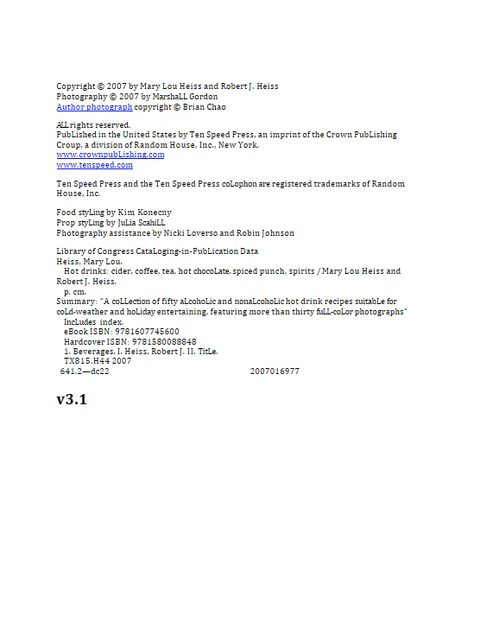 Copyright © 2007 by Mary Lou Heiss and Robert J. Heiss
Photography © 2007 by MarshaLL Gordon
Author photograph copyright © Brian Chao
ALL rights reserved.
PubLished in the United States by Ten Speed Press, an imprint of the Crown PubLishing
Group, a division of Random House, Inc., New York.
www.crownpubLishing.com
www.tenspeed.com
Ten Speed Press and the Ten Speed Press coLophon are registered trademarks of Random
House, Inc.
Food styLing by Kim Konecny
Prop styLing by JuLia ScahiLL
Photography assistance by Nicki Loverso and Robin Johnson
Library of Congress CataLoging-in-PubLication Data
Heiss, Mary Lou.
Hot drinks: cider, coffee, tea, hot chocoLate, spiced punch, spirits / Mary Lou Heiss and
Robert J. Heiss.
p. cm.
Summary: "A coLLection of fifty aLcohoLic and nonaLcohoLic hot drink recipes suitabLe for
coLd-weather and hoLiday entertaining, featuring more than thirty fuLL-coLor photographs"
IncLudes index.
eBook ISBN: 9781607745600
Hardcover ISBN: 9781580088848
1. Beverages. I. Heiss, Robert J. II. TitLe.
TX815.H44 2007
641.2—dc22 2007016977
v3.1